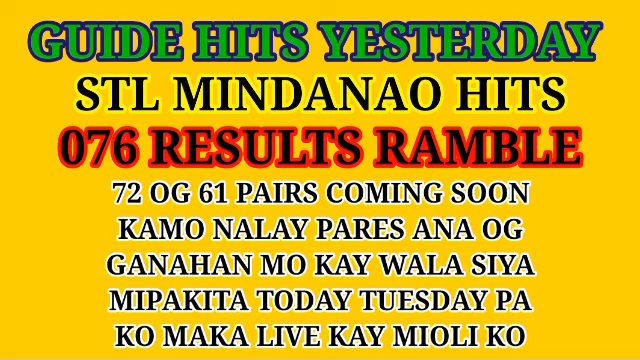 GUIDE HITS YESTERDAY
STL MINDANAO HITS
076 RESULTS RAMBLE
72 OG 61 PAIRS COMING SOON
KAMO NALAY PARES ANA OG
GANAHAN MO KAY WALA SIYA
MIPAKITA TODAY TUESDAY PA
KO MAKA LIVE KAY MIOLI KO